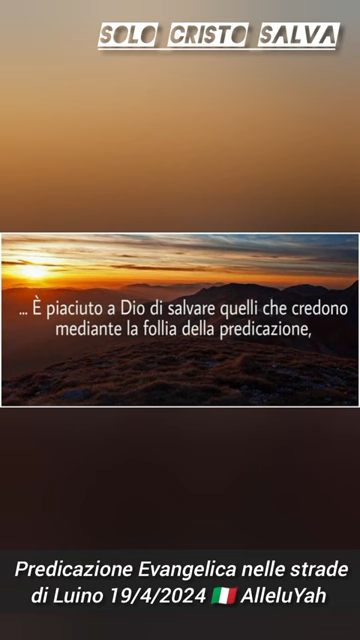 SOLO CRISTO SALVA
... È piaciuto a Dio di salvare quelli che credono
mediante la follia della predicazione,
Predicazione Evangelica nelle strade
di Luino 19/4/2024 🇮🇹 AlleluYah